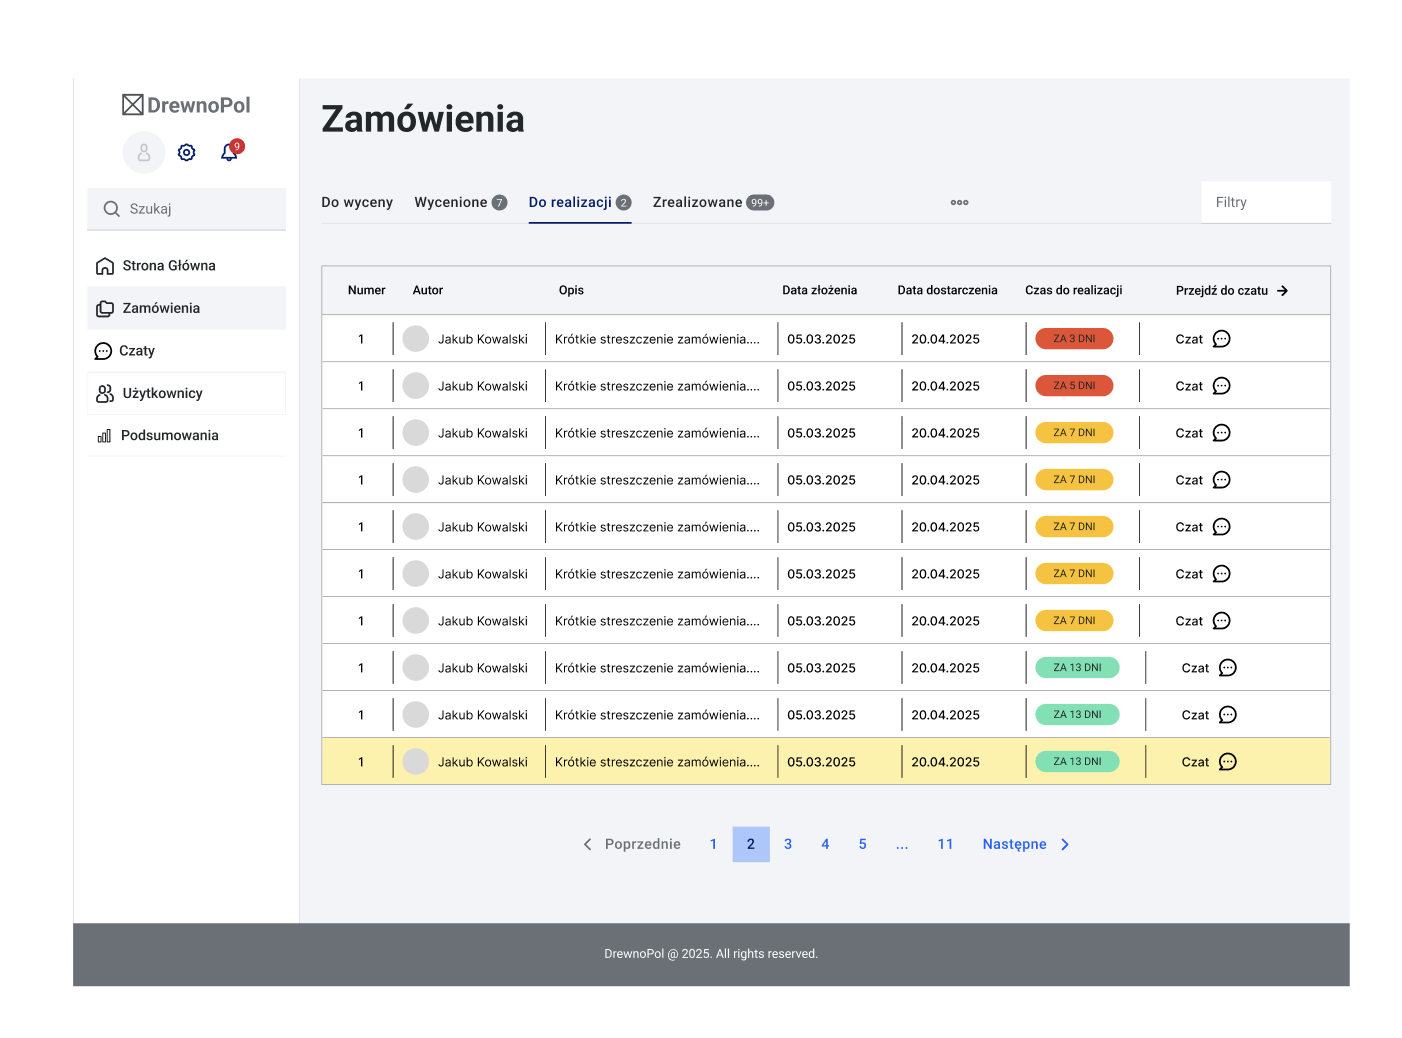 DrewnoPol
9
Szukaj
Strona Główna
Zamówienia
Czaty
Użytkownicy
Podsumowania
Zamówienia
Do wyceny Wycenione 7 Do realizacji 2 Zrealizowane 99+ Filtry
Numer Autor Opis Data złożenia Data dostarczenia Czas do realizacji Przejdź do czatu
1 Jakub Kowalski Krótkie streszczenie zamówienia.... 05.03.2025 20.04.2025 ZA 3 DNI Czat
1 Jakub Kowalski Krótkie streszczenie zamówienia.... 05.03.2025 20.04.2025 ZA 5 DNI Czat
1 Jakub Kowalski Krótkie streszczenie zamówienia.... 05.03.2025 20.04.2025 ZA 7 DNI Czat
1 Jakub Kowalski Krótkie streszczenie zamówienia.... 05.03.2025 20.04.2025 ZA 7 DNI Czat
1 Jakub Kowalski Krótkie streszczenie zamówienia.... 05.03.2025 20.04.2025 ZA 7 DNI Czat
1 Jakub Kowalski Krótkie streszczenie zamówienia.... 05.03.2025 20.04.2025 ZA 7 DNI Czat
1 Jakub Kowalski Krótkie streszczenie zamówienia.... 05.03.2025 20.04.2025 ZA 7 DNI Czat
1 Jakub Kowalski Krótkie streszczenie zamówienia.... 05.03.2025 20.04.2025 ZA 13 DNI Czat
1 Jakub Kowalski Krótkie streszczenie zamówienia.... 05.03.2025 20.04.2025 ZA 13 DNI Czat
1 Jakub Kowalski Krótkie streszczenie zamówienia.... 05.03.2025 20.04.2025 ZA 13 DNI Czat
Poprzednie 1 2 3 4 5 ... 11 Następne
DrewnoPol @ 2025. All rights reserved.